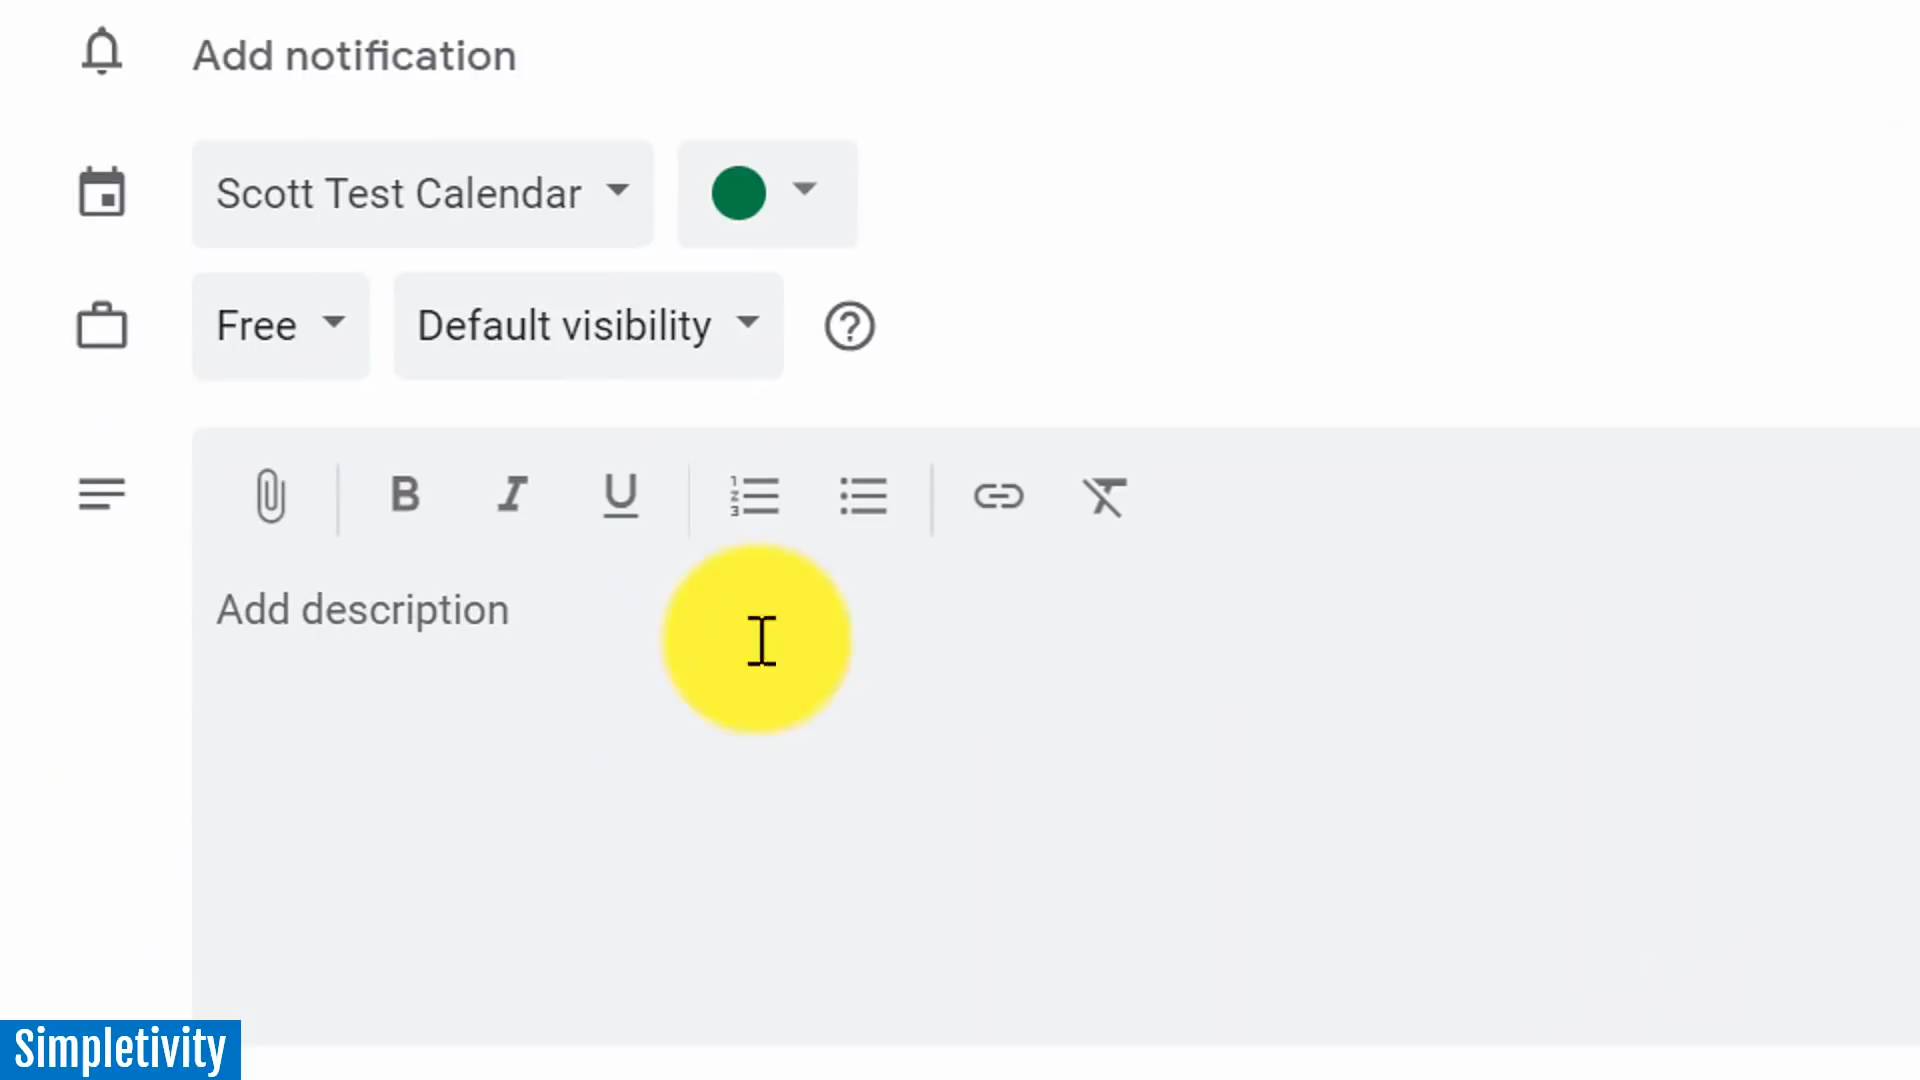 Add notification
Scott Test Calendar
Free Default visibility
B I U
Add description
Simpletivity